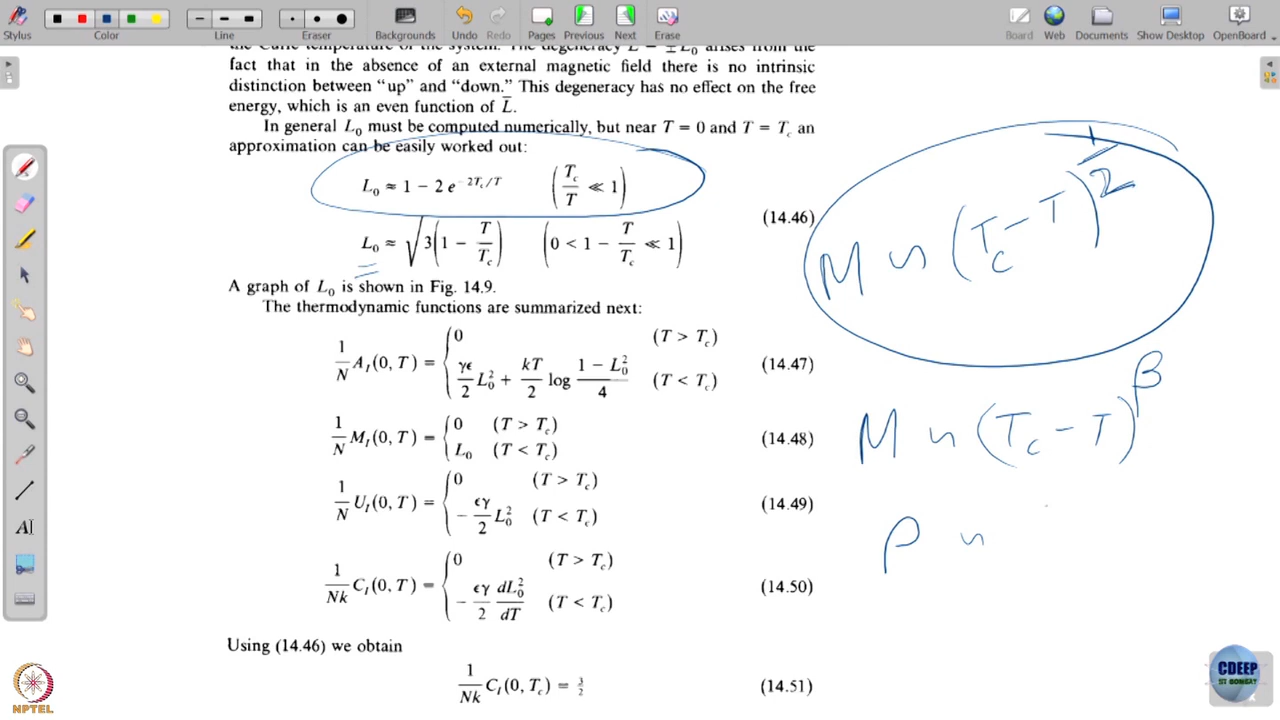 Stylus Color Line Eraser Backgrounds Undo Redo Pages Previous Next Erase Board Web Documents Show Desktop OpenBoard
fact that in the absence of an external magnetic field there is no intrinsic
distinction between “up” and “down.” This degeneracy has no effect on the free
energy, which is an even function of L̄.
In general L₀ must be computed numerically, but near T = 0 and T = T_c an
approximation can be easily worked out:
L₀ ≈ 1 − 2e^{−2T_c/T} (T_c/T ≪ 1)
(14.46)
L₀ ≈ √(3(1 − T/T_c)) (0 < 1 − T/T_c ≪ 1)
A graph of L₀ is shown in Fig. 14.9.
The thermodynamic functions are summarized next:
1/N A_I(0, T) = { 0 (T > T_c)
γϵ/2 L₀² + kT/2 log (1 − L₀²)/4 (T < T_c) (14.47)
1/N M_I(0, T) = { 0 (T > T_c)
L₀ (T < T_c) (14.48)
1/N U_I(0, T) = { 0 (T > T_c)
−ϵγ/2 L₀² (T < T_c) (14.49)
1/Nk C_I(0, T) = { 0 (T > T_c)
−ϵγ/2 dL₀²/dT (T < T_c) (14.50)
Using (14.46) we obtain
1/Nk C_I(0, T_c) = 3/2 (14.51)
M ~ (T_c − T)^{1/2}
M ~ (T_c − T)^β
β ~
NPTEL
CDEEP
IIT BOMBAY